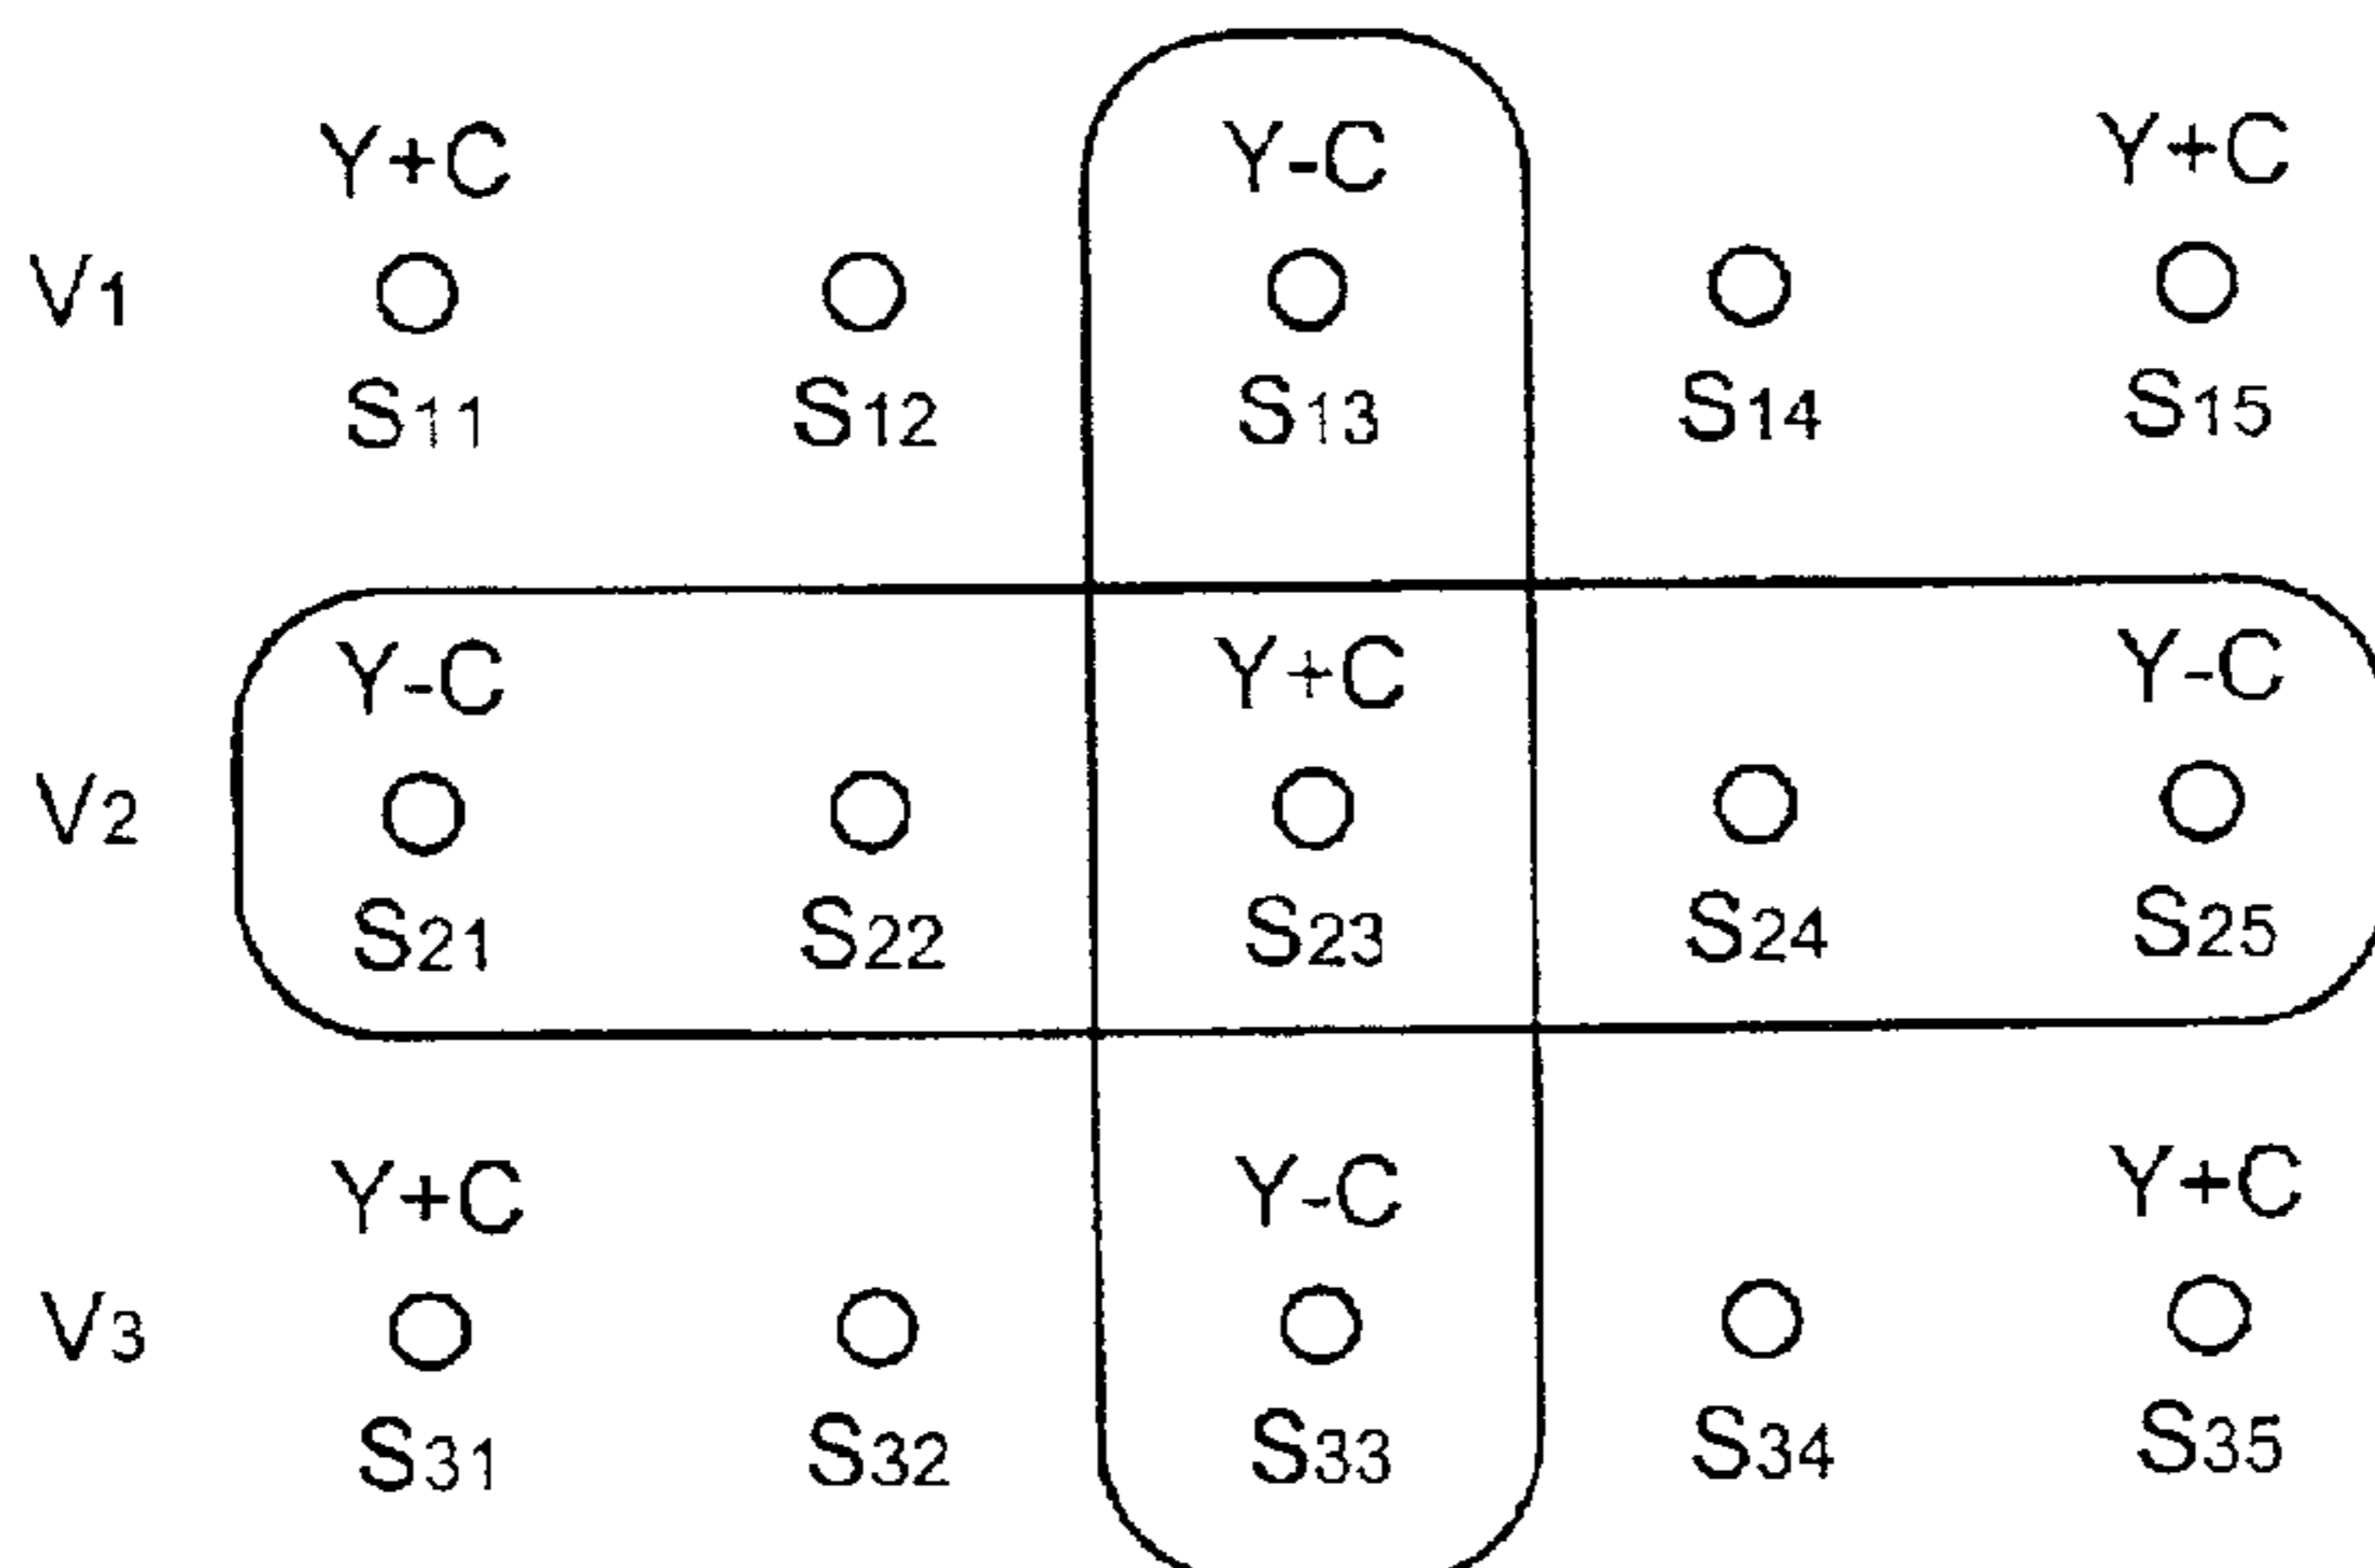 Y+C Y-C Y+C
V1
S11 S12 S13 S14 S15
Y-C Y+C Y-C
V2
S21 S22 S23 S24 S25
Y+C Y-C Y+C
V3
S31 S32 S33 S34 S35